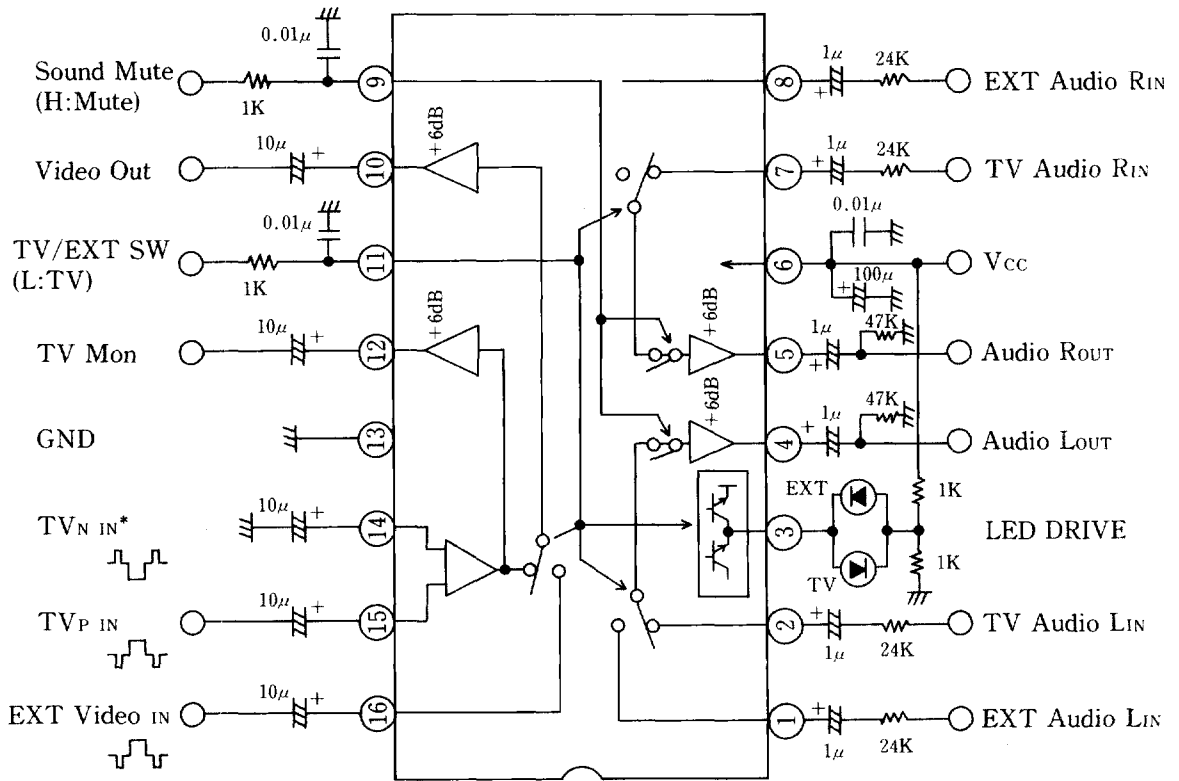 Sound Mute
(H:Mute)
1K
0.01μ
9
8
1μ
+
24K
EXT Audio RIN
Video Out
10μ
+
10
+6dB
7
+
1μ
24K
TV Audio RIN
TV/EXT SW
(L:TV)
1K
0.01μ
11
6
0.01μ
+
100μ
VCC
TV Mon
10μ
+
12
+6dB
+6dB
5
1μ
+
47K
Audio ROUT
GND
13
+6dB
4
+
1μ
47K
Audio LOUT
TVN IN*
10μ
+
14
3
EXT
TV
1K
1K
LED DRIVE
TVP IN
10μ
+
15
2
+
1μ
24K
TV Audio LIN
EXT Video IN
10μ
+
16
1
+
1μ
24K
EXT Audio LIN